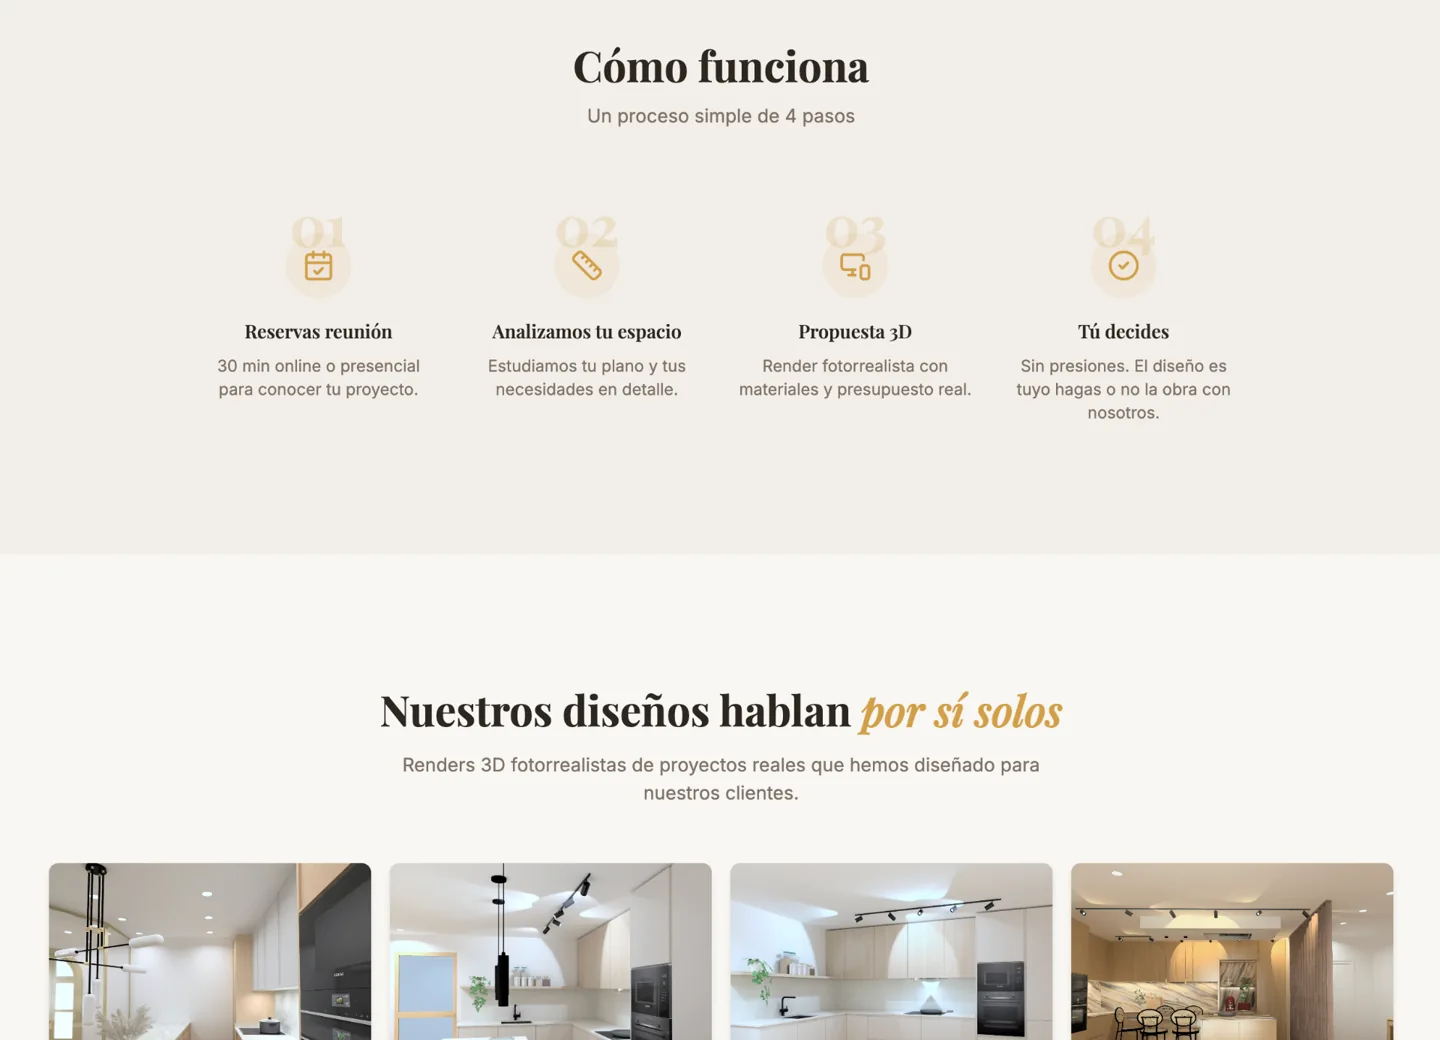 Cómo funciona
Un proceso simple de 4 pasos
01
02
03
04
Reservas reunión
30 min online o presencial
para conocer tu proyecto.
Analizamos tu espacio
Estudiamos tu plano y tus
necesidades en detalle.
Propuesta 3D
Render fotorrealista con
materiales y presupuesto real.
Tú decides
Sin presiones. El diseño es
tuyo hagas o no la obra con
nosotros.
Nuestros diseños hablan por sí solos
Renders 3D fotorrealistas de proyectos reales que hemos diseñado para
nuestros clientes.